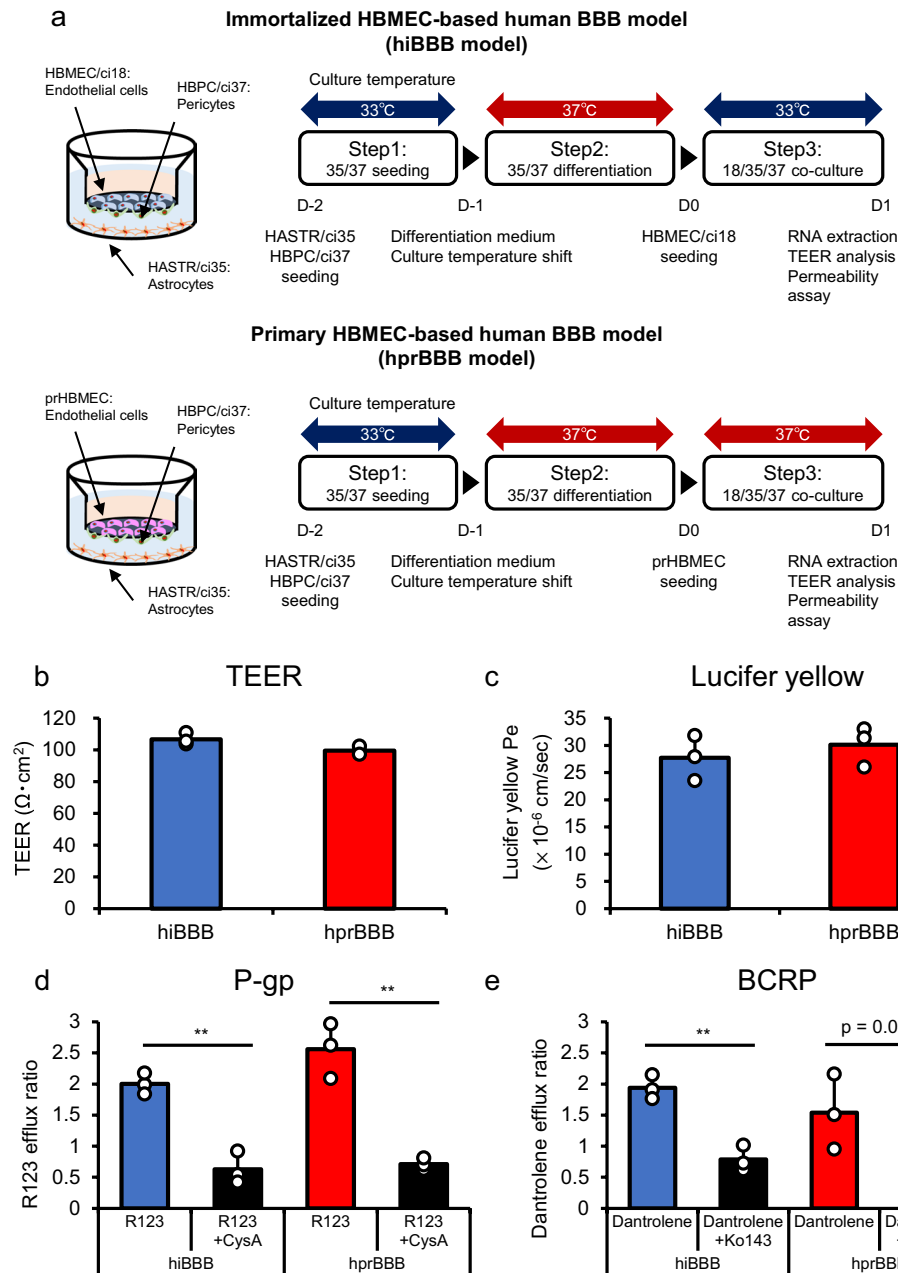 a
Immortalized HBMEC-based human BBB model
(hiBBB model)
HBMEC/ci18:
Endothelial cells
HBPC/ci37:
Pericytes
HASTR/ci35:
Astrocytes
Culture temperature
33°C
37°C
33°C
Step1:
35/37 seeding
Step2:
35/37 differentiation
Step3:
18/35/37 co-culture
D-2
D-1
D0
D1
HASTR/ci35
HBPC/ci37
seeding
Differentiation medium
Culture temperature shift
HBMEC/ci18
seeding
RNA extraction
TEER analysis
Permeability
assay
Primary HBMEC-based human BBB model
(hprBBB model)
prHBMEC:
Endothelial cells
HBPC/ci37:
Pericytes
HASTR/ci35:
Astrocytes
Culture temperature
33°C
37°C
37°C
Step1:
35/37 seeding
Step2:
35/37 differentiation
Step3:
18/35/37 co-culture
D-2
D-1
D0
D1
HASTR/ci35
HBPC/ci37
seeding
Differentiation medium
Culture temperature shift
prHBMEC
seeding
RNA extraction
TEER analysis
Permeability
assay
b
TEER
TEER (Ω·cm²)
120
100
80
60
40
20
0
hiBBB
hprBBB
c
Lucifer yellow
Lucifer yellow Pe
(× 10⁻⁶ cm/sec)
35
30
25
20
15
10
5
0
hiBBB
hprBBB
d
P-gp
R123 efflux ratio
3
2.5
2
1.5
1
0.5
0
**
**
R123
R123
+CysA
R123
R123
+CysA
hiBBB
hprBBB
e
BCRP
Dantrolene efflux ratio
3
2.5
2
1.5
1
0.5
0
**
p = 0.0
Dantrolene
Dantrolene
+Ko143
Dantrolene
hiBBB
hprBBB